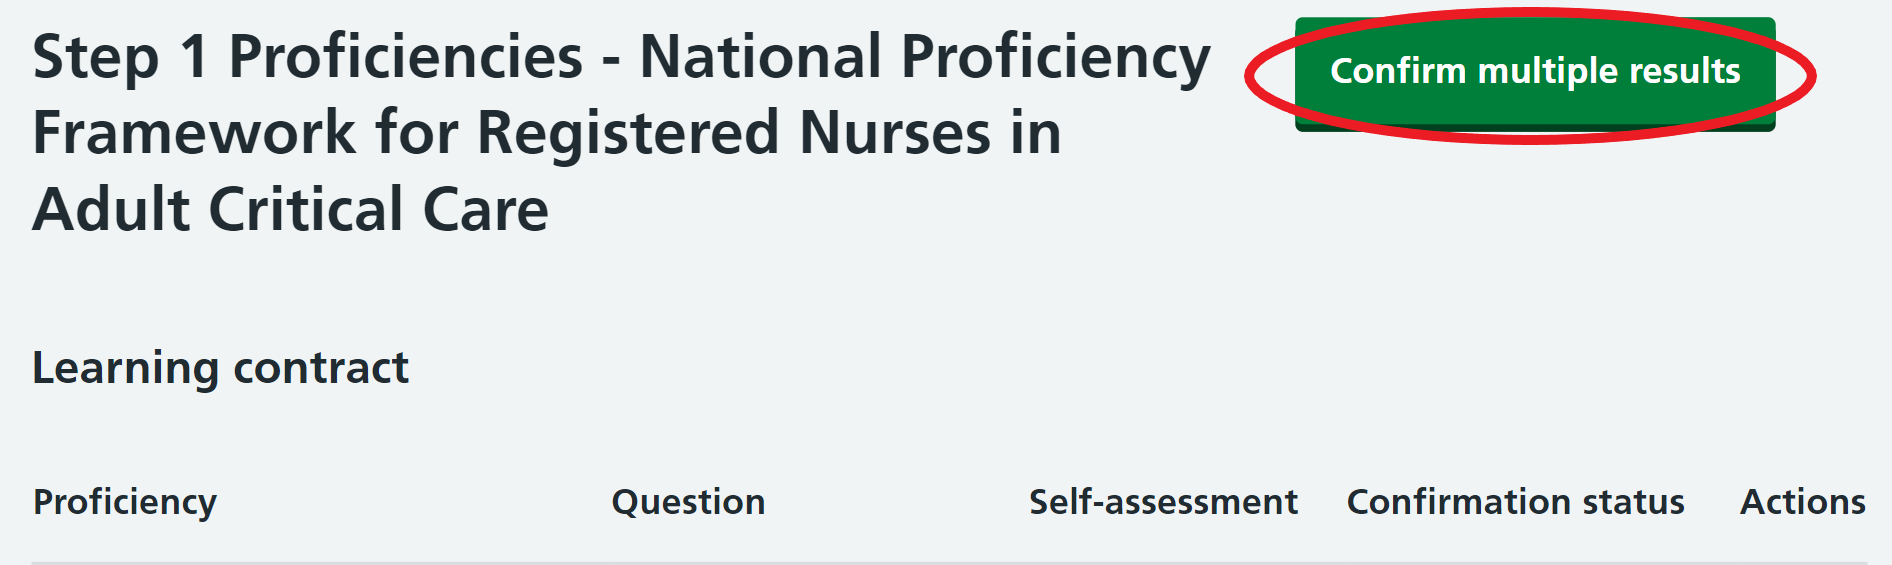 Step 1 Proficiencies - National Proficiency
Framework for Registered Nurses in
Adult Critical Care
Confirm multiple results
Learning contract
Proficiency Question Self-assessment Confirmation status Actions